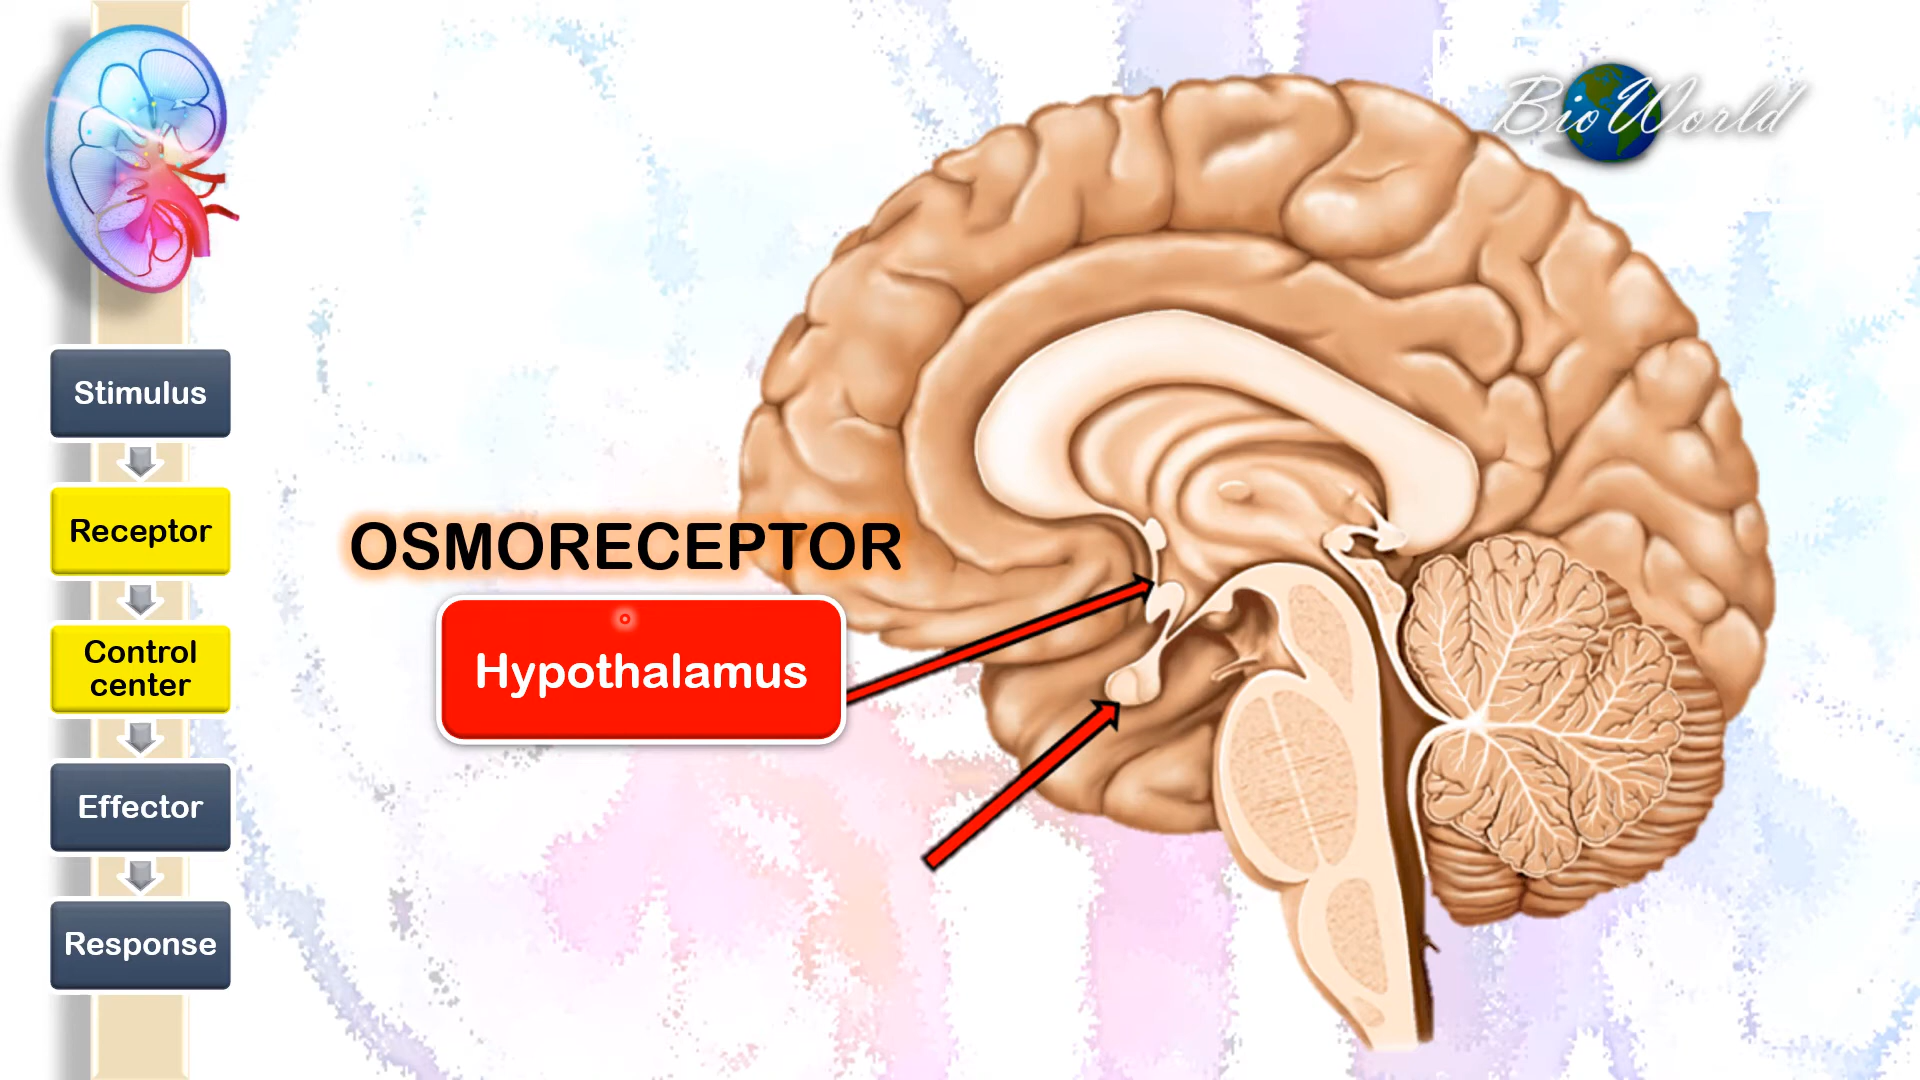 BioWorld
Stimulus
Receptor
Control
center
Effector
Response
OSMORECEPTOR
Hypothalamus